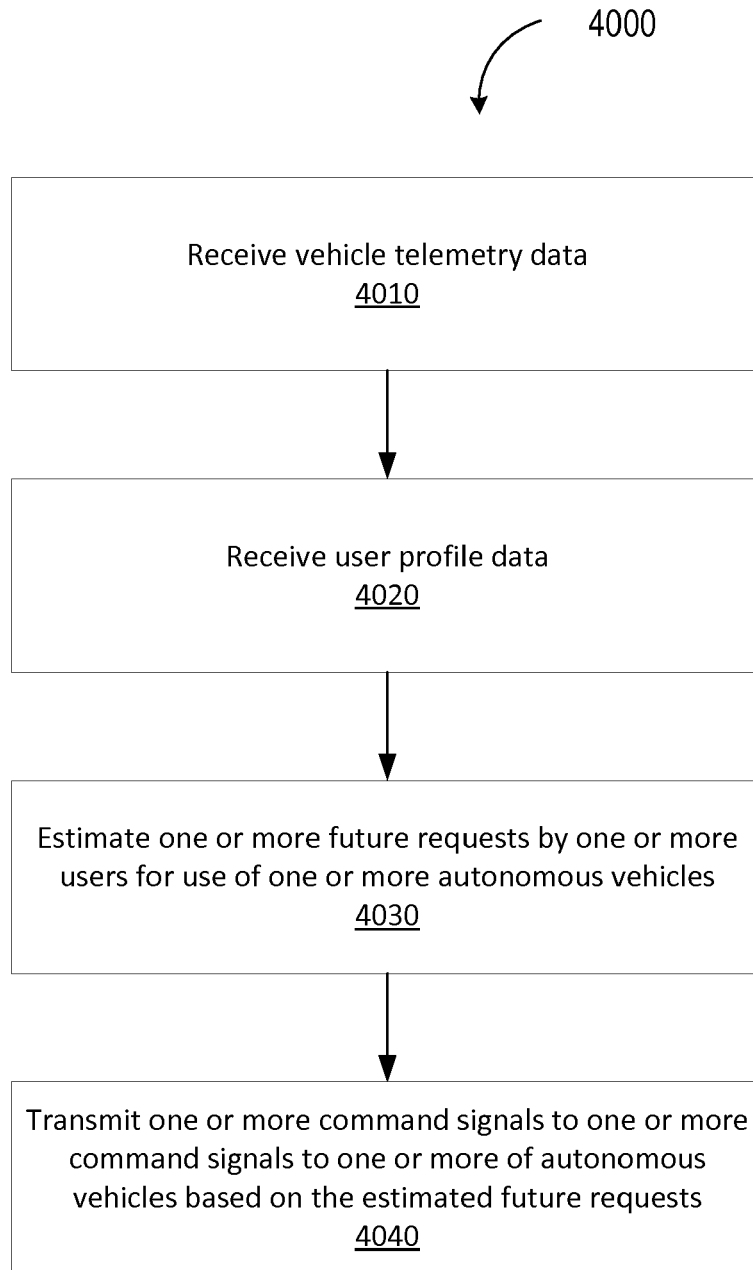 4000
Receive vehicle telemetry data
4010
Receive user profile data
4020
Estimate one or more future requests by one or more
users for use of one or more autonomous vehicles
4030
Transmit one or more command signals to one or more
command signals to one or more of autonomous
vehicles based on the estimated future requests
4040